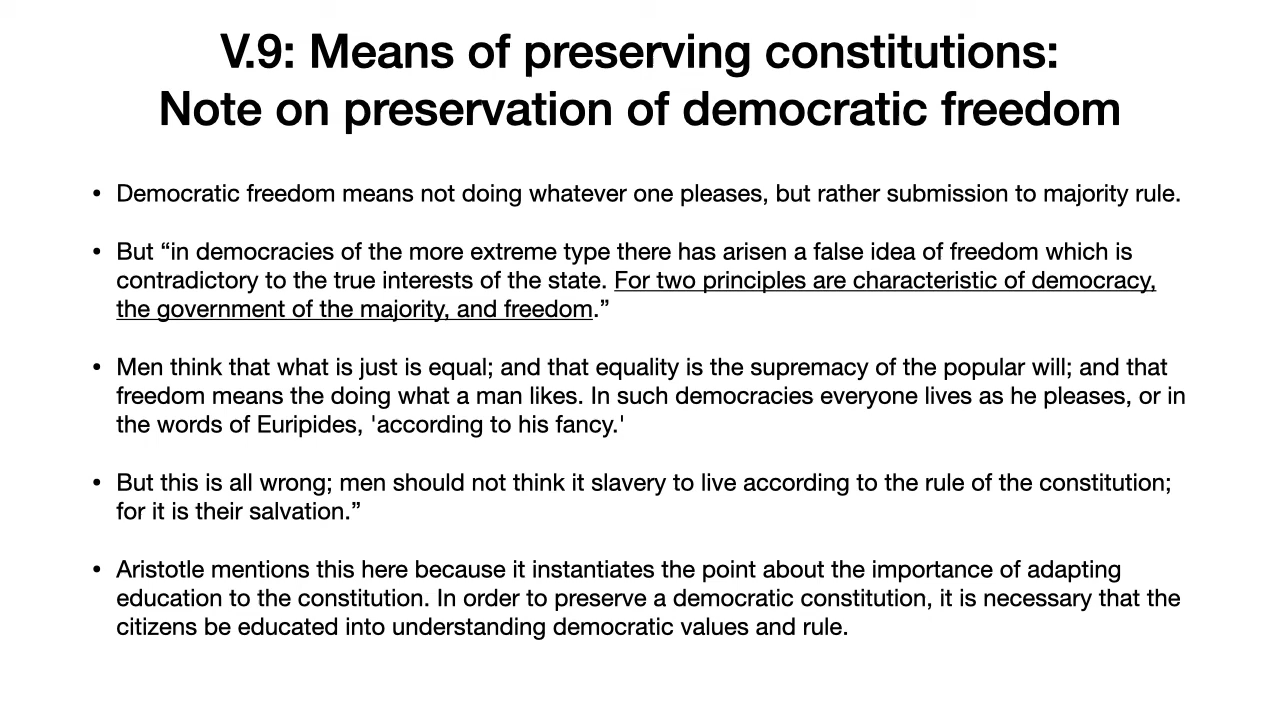 V.9: Means of preserving constitutions:
Note on preservation of democratic freedom
• Democratic freedom means not doing whatever one pleases, but rather submission to majority rule.
• But “in democracies of the more extreme type there has arisen a false idea of freedom which is
contradictory to the true interests of the state. For two principles are characteristic of democracy,
the government of the majority, and freedom.”
• Men think that what is just is equal; and that equality is the supremacy of the popular will; and that
freedom means the doing what a man likes. In such democracies everyone lives as he pleases, or in
the words of Euripides, 'according to his fancy.'
• But this is all wrong; men should not think it slavery to live according to the rule of the constitution;
for it is their salvation.”
• Aristotle mentions this here because it instantiates the point about the importance of adapting
education to the constitution. In order to preserve a democratic constitution, it is necessary that the
citizens be educated into understanding democratic values and rule.